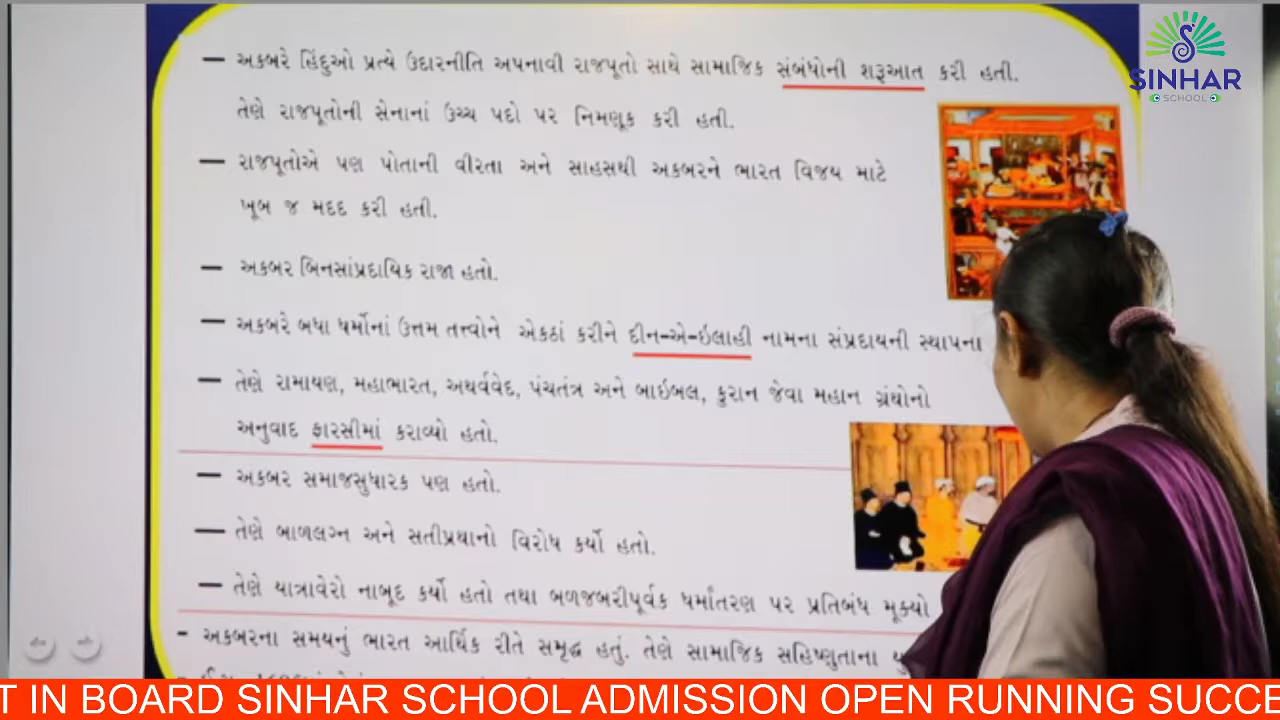 — અકબરે હિંદુઓ પ્રત્યે ઉદારનીતિ અપનાવી રાજપૂતો સાથે સામાજિક સંબંધોની શરૂઆત કરી હતી.
તેણે રાજપૂતોની સેનાનાં ઉચ્ચ પદો પર નિમણૂક કરી હતી.
— રાજપૂતોએ પણ પોતાની વીરતા અને સાહસથી અકબરને ભારત વિજય માટે
ખૂબ જ મદદ કરી હતી.
— અકબર બિનસાંપ્રદાયિક રાજા હતો.
— અકબરે બધા ધર્મોનાં ઉત્તમ તત્ત્વોને એકઠાં કરીને દીન-એ-ઇલાહી નામના સંપ્રદાયની સ્થાપના
— તેણે રામાયણ, મહાભારત, અથર્વવેદ, પંચતંત્ર અને બાઇબલ, કુરાન જેવા મહાન ગ્રંથોનો
અનુવાદ ફારસીમાં કરાવ્યો હતો.
— અકબર સમાજસુધારક પણ હતો.
— તેણે બાળલગ્ન અને સતીપ્રથાનો વિરોધ કર્યો હતો.
— તેણે યાત્રાવેરો નાબૂદ કર્યો હતો તથા બળજબરીપૂર્વક ધર્માંતરણ પર પ્રતિબંધ મૂક્યો
- અકબરના સમયનું ભારત આર્થિક રીતે સમૃદ્ધ હતું. તેણે સામાજિક સહિષ્ણુતાના
SINHAR
SCHOOL
T IN BOARD SINHAR SCHOOL ADMISSION OPEN RUNNING SUCCE